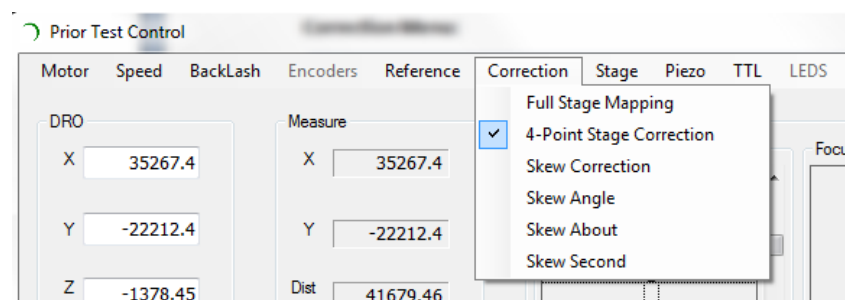 Prior Test Control
Motor Speed BackLash Encoders Reference Correction Stage Piezo TTL LEDS
Full Stage Mapping
4-Point Stage Correction
Skew Correction
Skew Angle
Skew About
Skew Second
DRO
X 35267.4
Y -22212.4
Z -1378.45
Measure
X 35267.4
Y -22212.4
Dist 41679.46